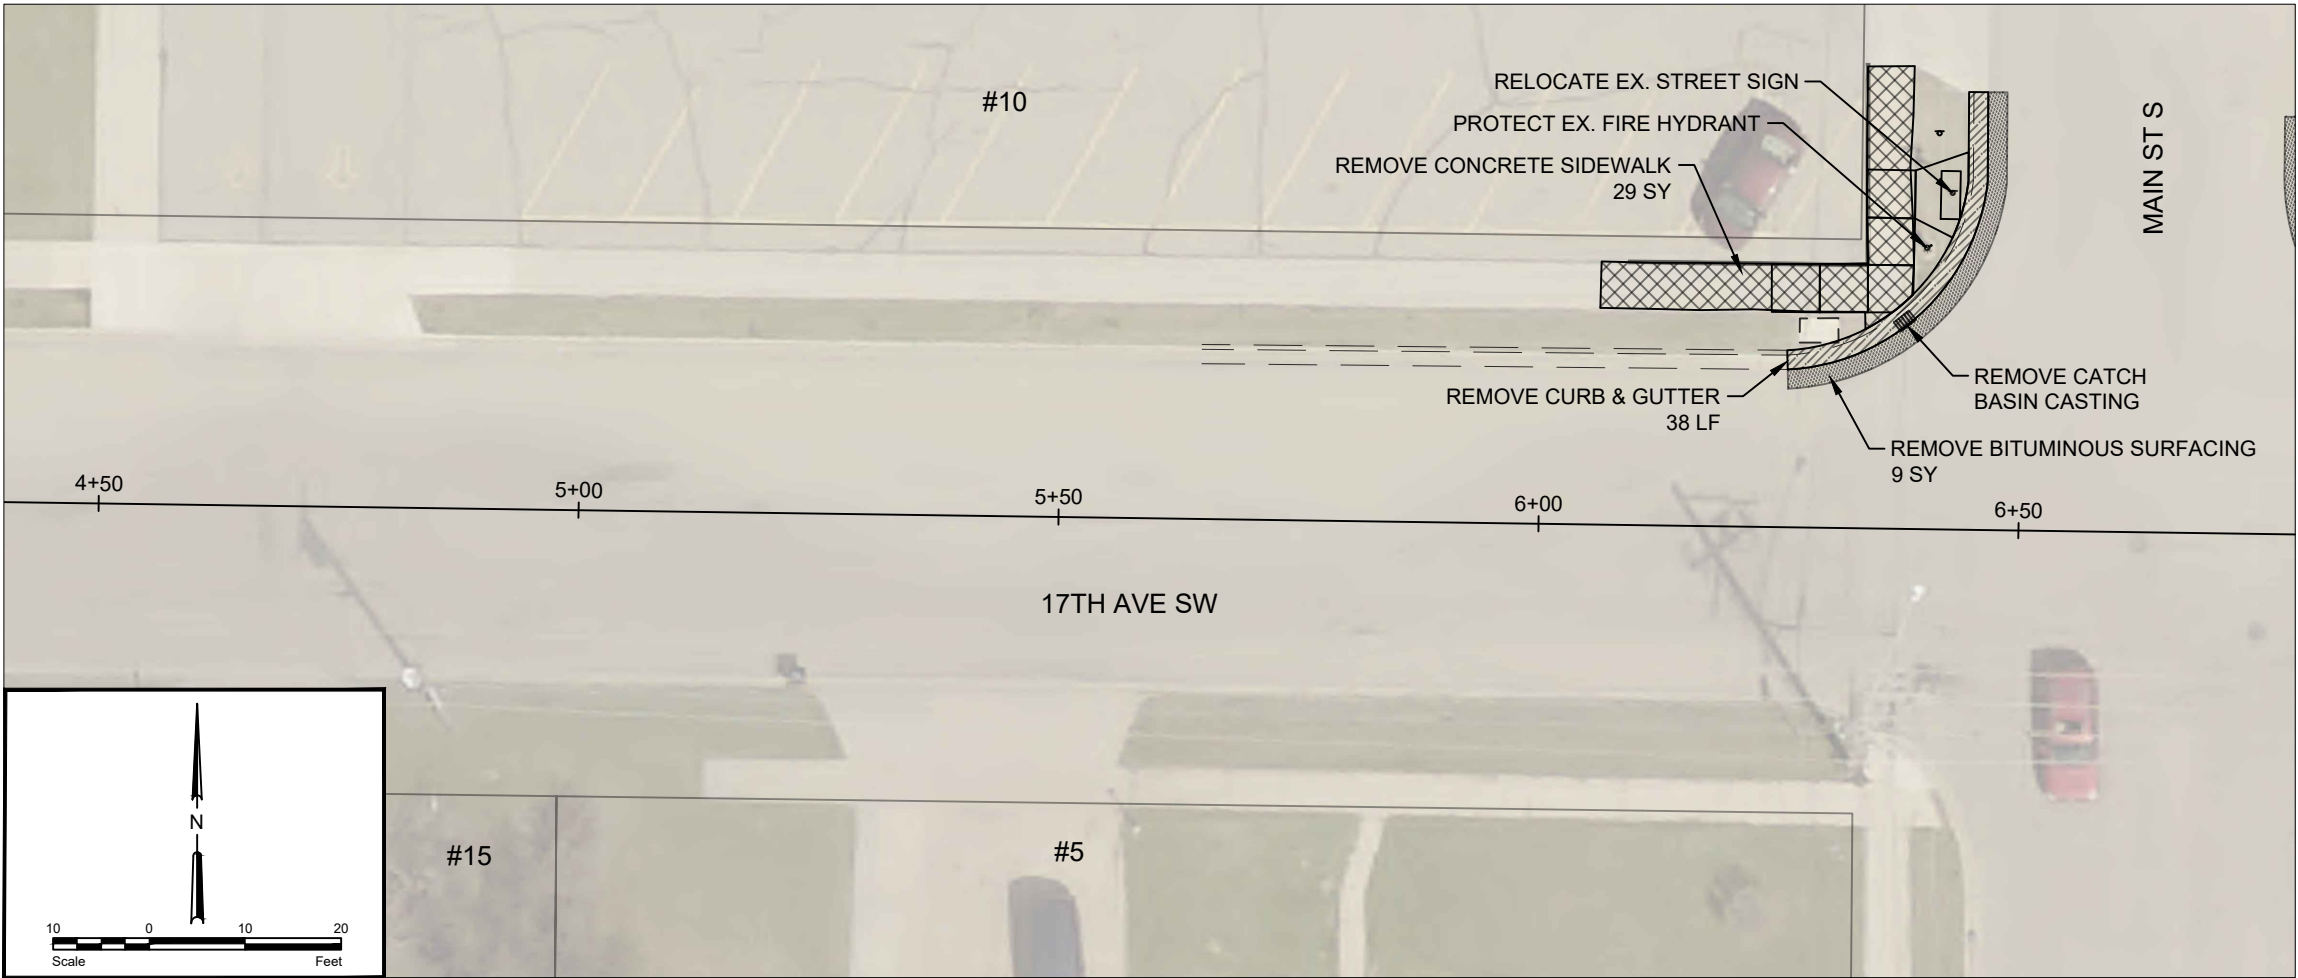 RELOCATE EX. STREET SIGN
#10
PROTECT EX. FIRE HYDRANT
REMOVE CONCRETE SIDEWALK
29 SY
MAIN ST S
REMOVE CURB & GUTTER
38 LF
REMOVE CATCH
BASIN CASTING
REMOVE BITUMINOUS SURFACING
9 SY
4+50
5+00
5+50
6+00
6+50
17TH AVE SW
#15
#5
N
10 0 10 20
Scale Feet